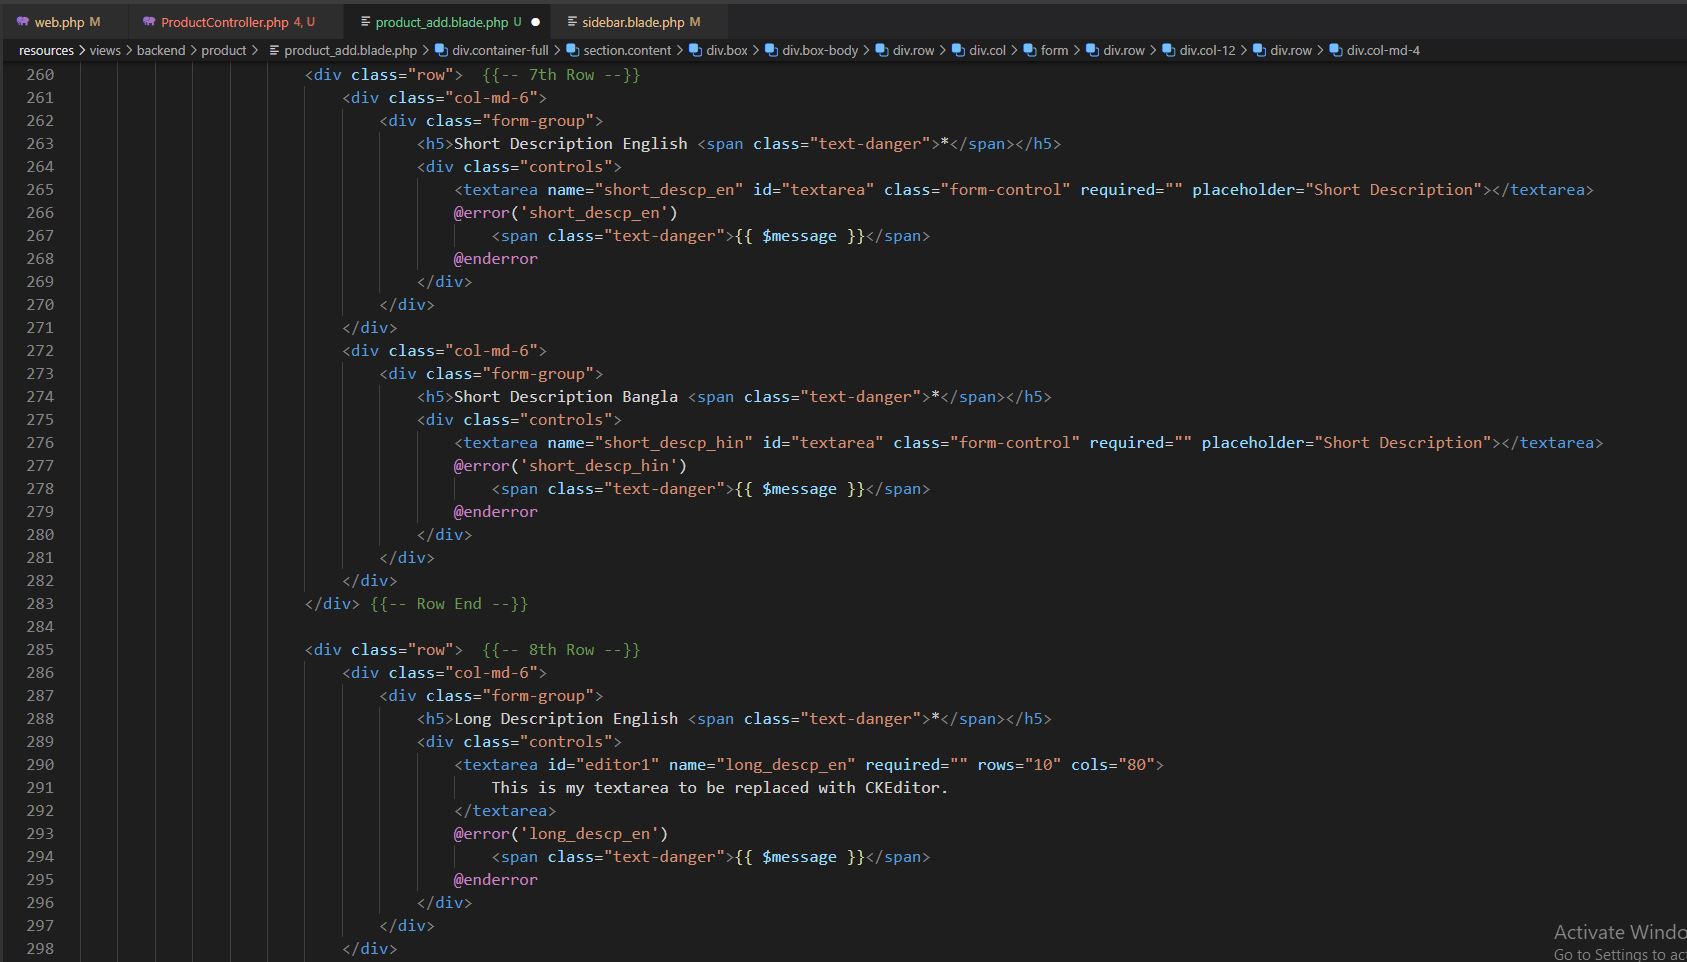 web.php M ProductController.php 4, U product_add.blade.php U sidebar.blade.php M
resources > views > backend > product > product_add.blade.php > div.container-full > section.content > div.box > div.box-body > div.row > div.col > form > div.row > div.col-12 > div.row > div.col-md-4
260 <div class="row">  {{-- 7th Row --}}
261 <div class="col-md-6">
262 <div class="form-group">
263 <h5>Short Description English <span class="text-danger">*</span></h5>
264 <div class="controls">
265 <textarea name="short_descp_en" id="textarea" class="form-control" required="" placeholder="Short Description"></textarea>
266 @error('short_descp_en')
267 <span class="text-danger">{{ $message }}</span>
268 @enderror
269 </div>
270 </div>
271 </div>
272 <div class="col-md-6">
273 <div class="form-group">
274 <h5>Short Description Bangla <span class="text-danger">*</span></h5>
275 <div class="controls">
276 <textarea name="short_descp_hin" id="textarea" class="form-control" required="" placeholder="Short Description"></textarea>
277 @error('short_descp_hin')
278 <span class="text-danger">{{ $message }}</span>
279 @enderror
280 </div>
281 </div>
282 </div>
283 </div> {{-- Row End --}}
284
285 <div class="row">  {{-- 8th Row --}}
286 <div class="col-md-6">
287 <div class="form-group">
288 <h5>Long Description English <span class="text-danger">*</span></h5>
289 <div class="controls">
290 <textarea id="editor1" name="long_descp_en" required="" rows="10" cols="80">
291 This is my textarea to be replaced with CKEditor.
292 </textarea>
293 @error('long_descp_en')
294 <span class="text-danger">{{ $message }}</span>
295 @enderror
296 </div>
297 </div>
298 </div>
Activate Windo
Go to Settings to ac